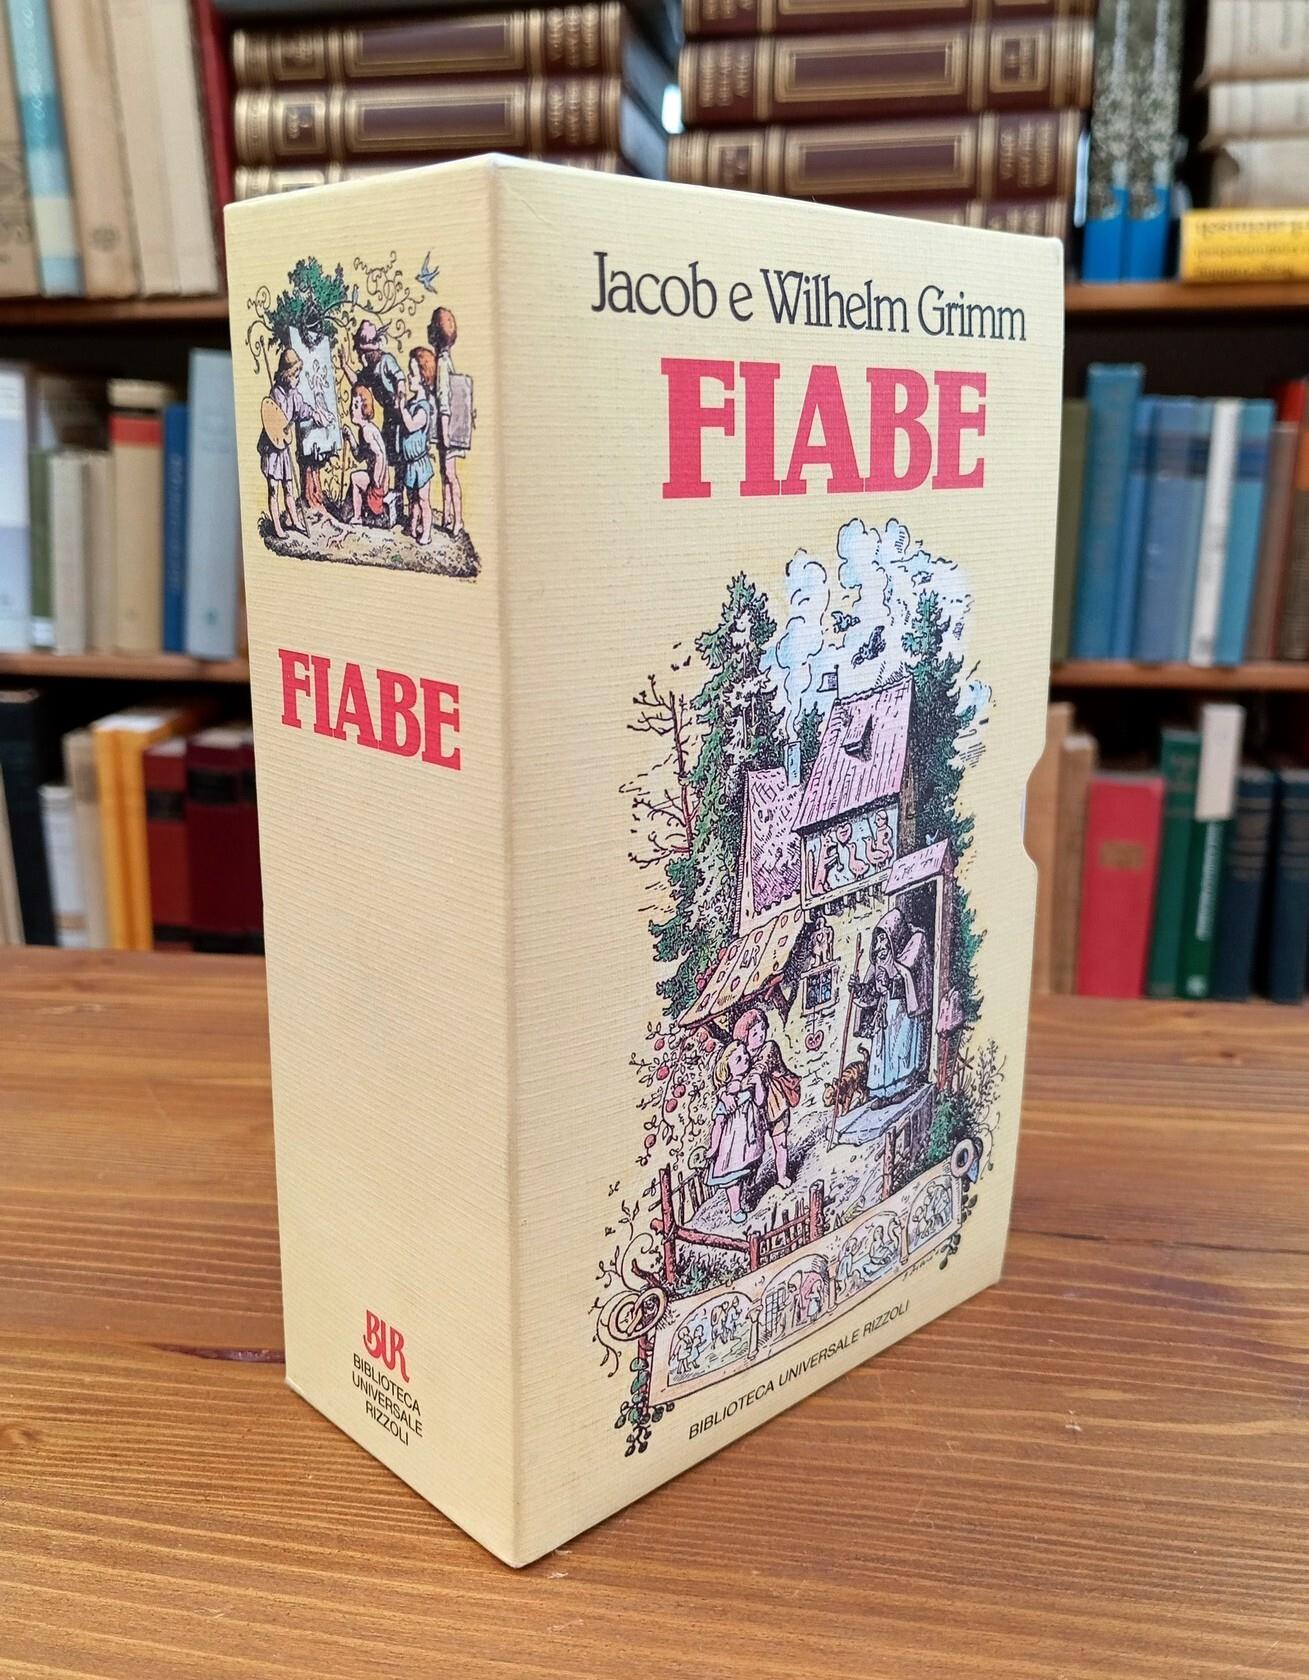 Jacob e Wilhelm Grimm
FIABE
BIBLIOTECA UNIVERSALE RIZZOLI
FIABE
BUR
BIBLIOTECA
UNIVERSALE
RIZZOLI